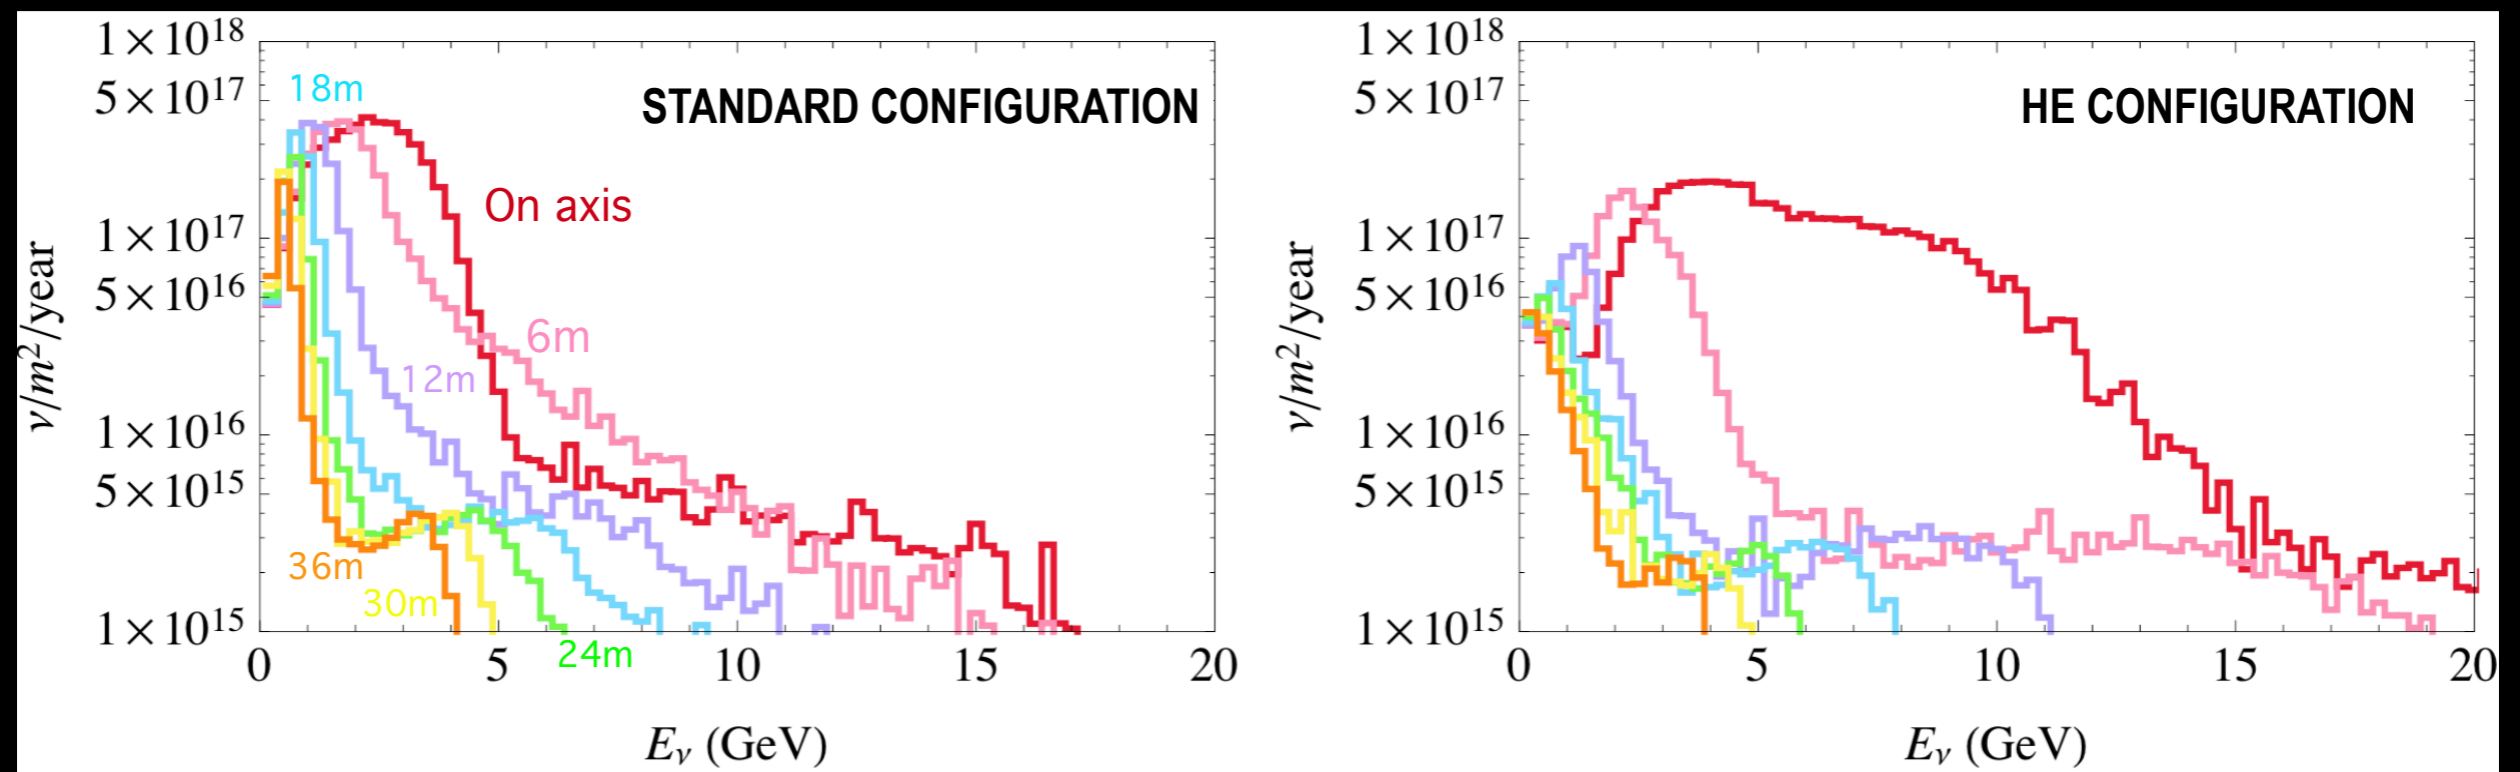 STANDARD CONFIGURATION
1×10^18
5×10^17
1×10^17
5×10^16
1×10^16
5×10^15
1×10^15
ν/m²/year
18m
On axis
6m
12m
36m
30m
24m
0 5 10 15 20
Eν (GeV)
HE CONFIGURATION
1×10^18
5×10^17
1×10^17
5×10^16
1×10^16
5×10^15
1×10^15
ν/m²/year
0 5 10 15 20
Eν (GeV)